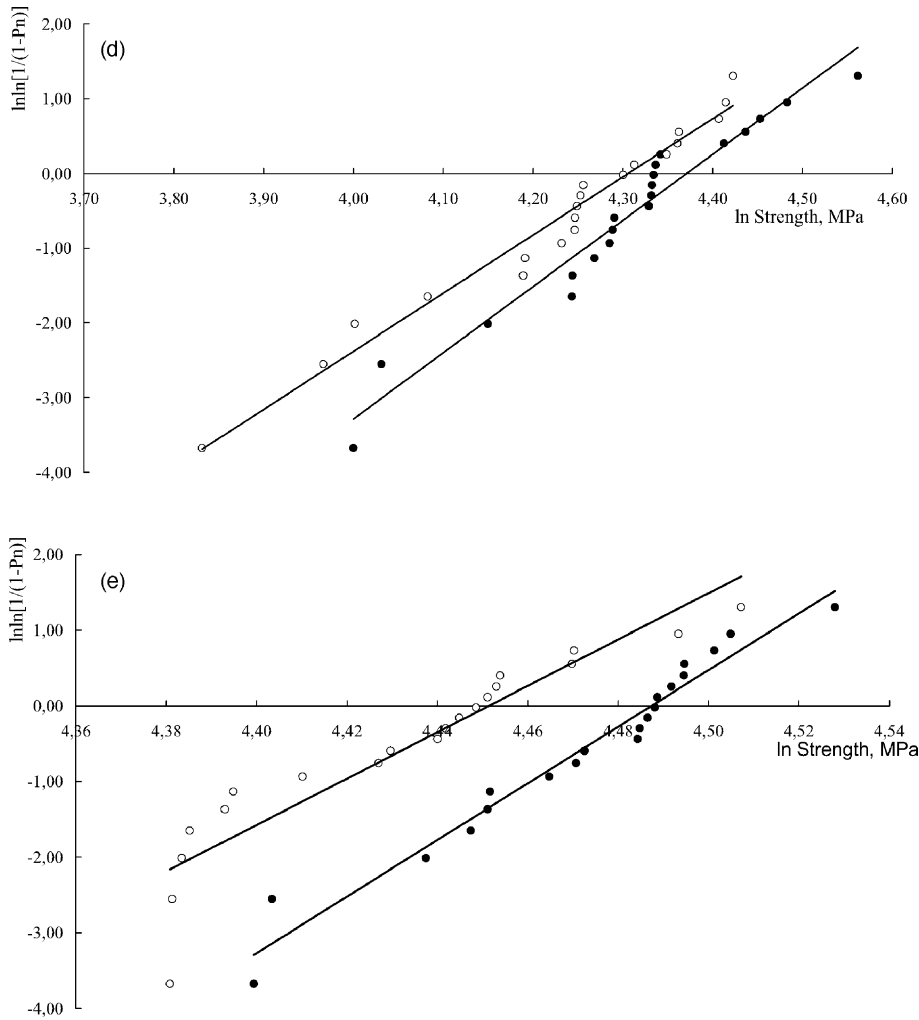 2,00
(d)
lnln[1/(1-Pn)]
1,00
0,00
3,70 3,80 3,90 4,00 4,10 4,20 4,30 4,40 4,50 4,60
ln Strength, MPa
-1,00
-2,00
-3,00
-4,00
2,00
(e)
lnln[1/(1-Pn)]
1,00
0,00
4,36 4,38 4,40 4,42 4,44 4,46 4,48 4,50 4,52 4,54
ln Strength, MPa
-1,00
-2,00
-3,00
-4,00